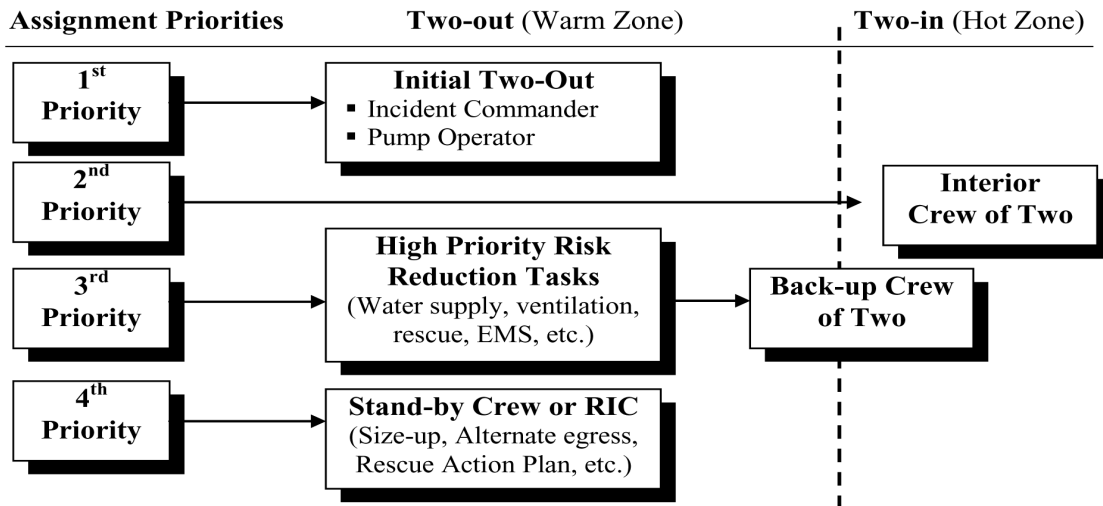 Assignment Priorities Two-out (Warm Zone) Two-in (Hot Zone)
1st
Priority
Initial Two-Out
▪ Incident Commander
▪ Pump Operator
2nd
Priority
Interior
Crew of Two
3rd
Priority
High Priority Risk
Reduction Tasks
(Water supply, ventilation,
rescue, EMS, etc.)
Back-up Crew
of Two
4th
Priority
Stand-by Crew or RIC
(Size-up, Alternate egress,
Rescue Action Plan, etc.)